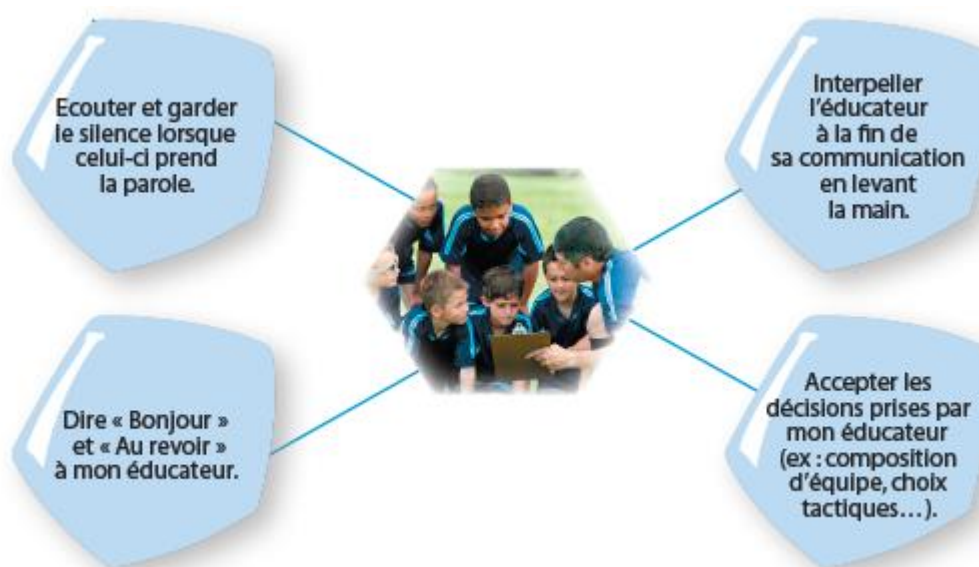 Ecouter et garder
le silence lorsque
celui-ci prend
la parole.
Interpeller
l'éducateur
à la fin de
sa communication
en levant
la main.
Dire « Bonjour »
et « Au revoir »
à mon éducateur.
Accepter les
décisions prises par
mon éducateur
(ex : composition
d'équipe, choix
tactiques…).